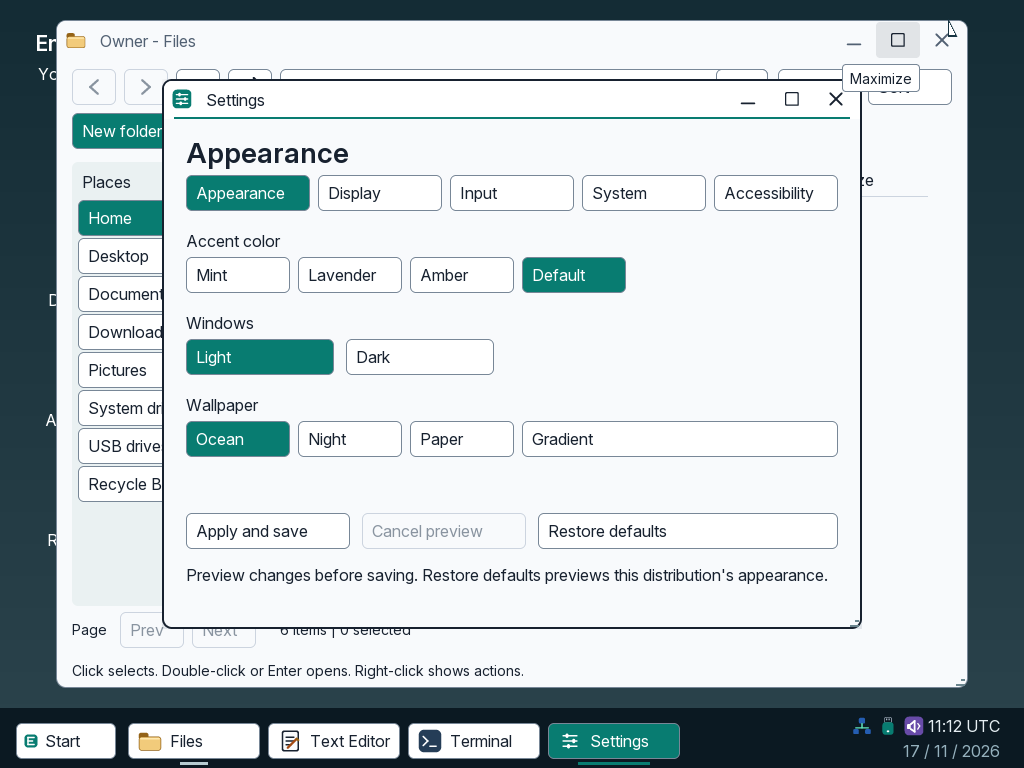 Owner - Files
Maximize
Settings
New folder
Appearance
Places
Appearance Display Input System Accessibility
Home
Accent color
Desktop
Mint Lavender Amber Default
Windows
Light Dark
Pictures
Wallpaper
Ocean Night Paper Gradient
Apply and save Cancel preview Restore defaults
Preview changes before saving. Restore defaults previews this distribution's appearance.
Page Prev Next 6 items | 0 selected
Click selects. Double-click or Enter opens. Right-click shows actions.
Start Files Text Editor Terminal Settings 11:12 UTC
17 / 11 / 2026